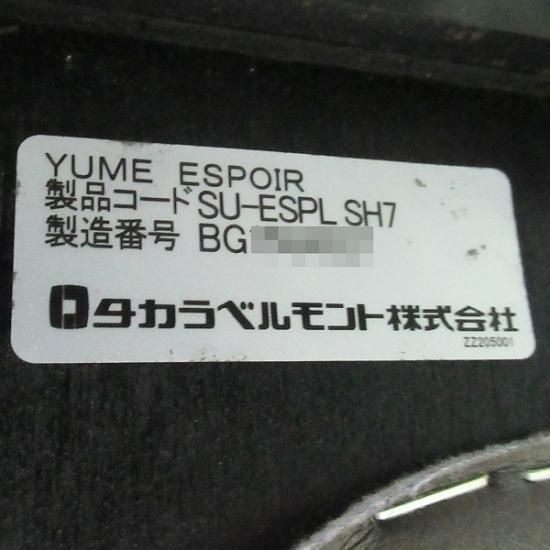 YUME ESPOIR
製品コード SU-ESPL SH7
製造番号 BG
タカラベルモント株式会社
ZZ205001